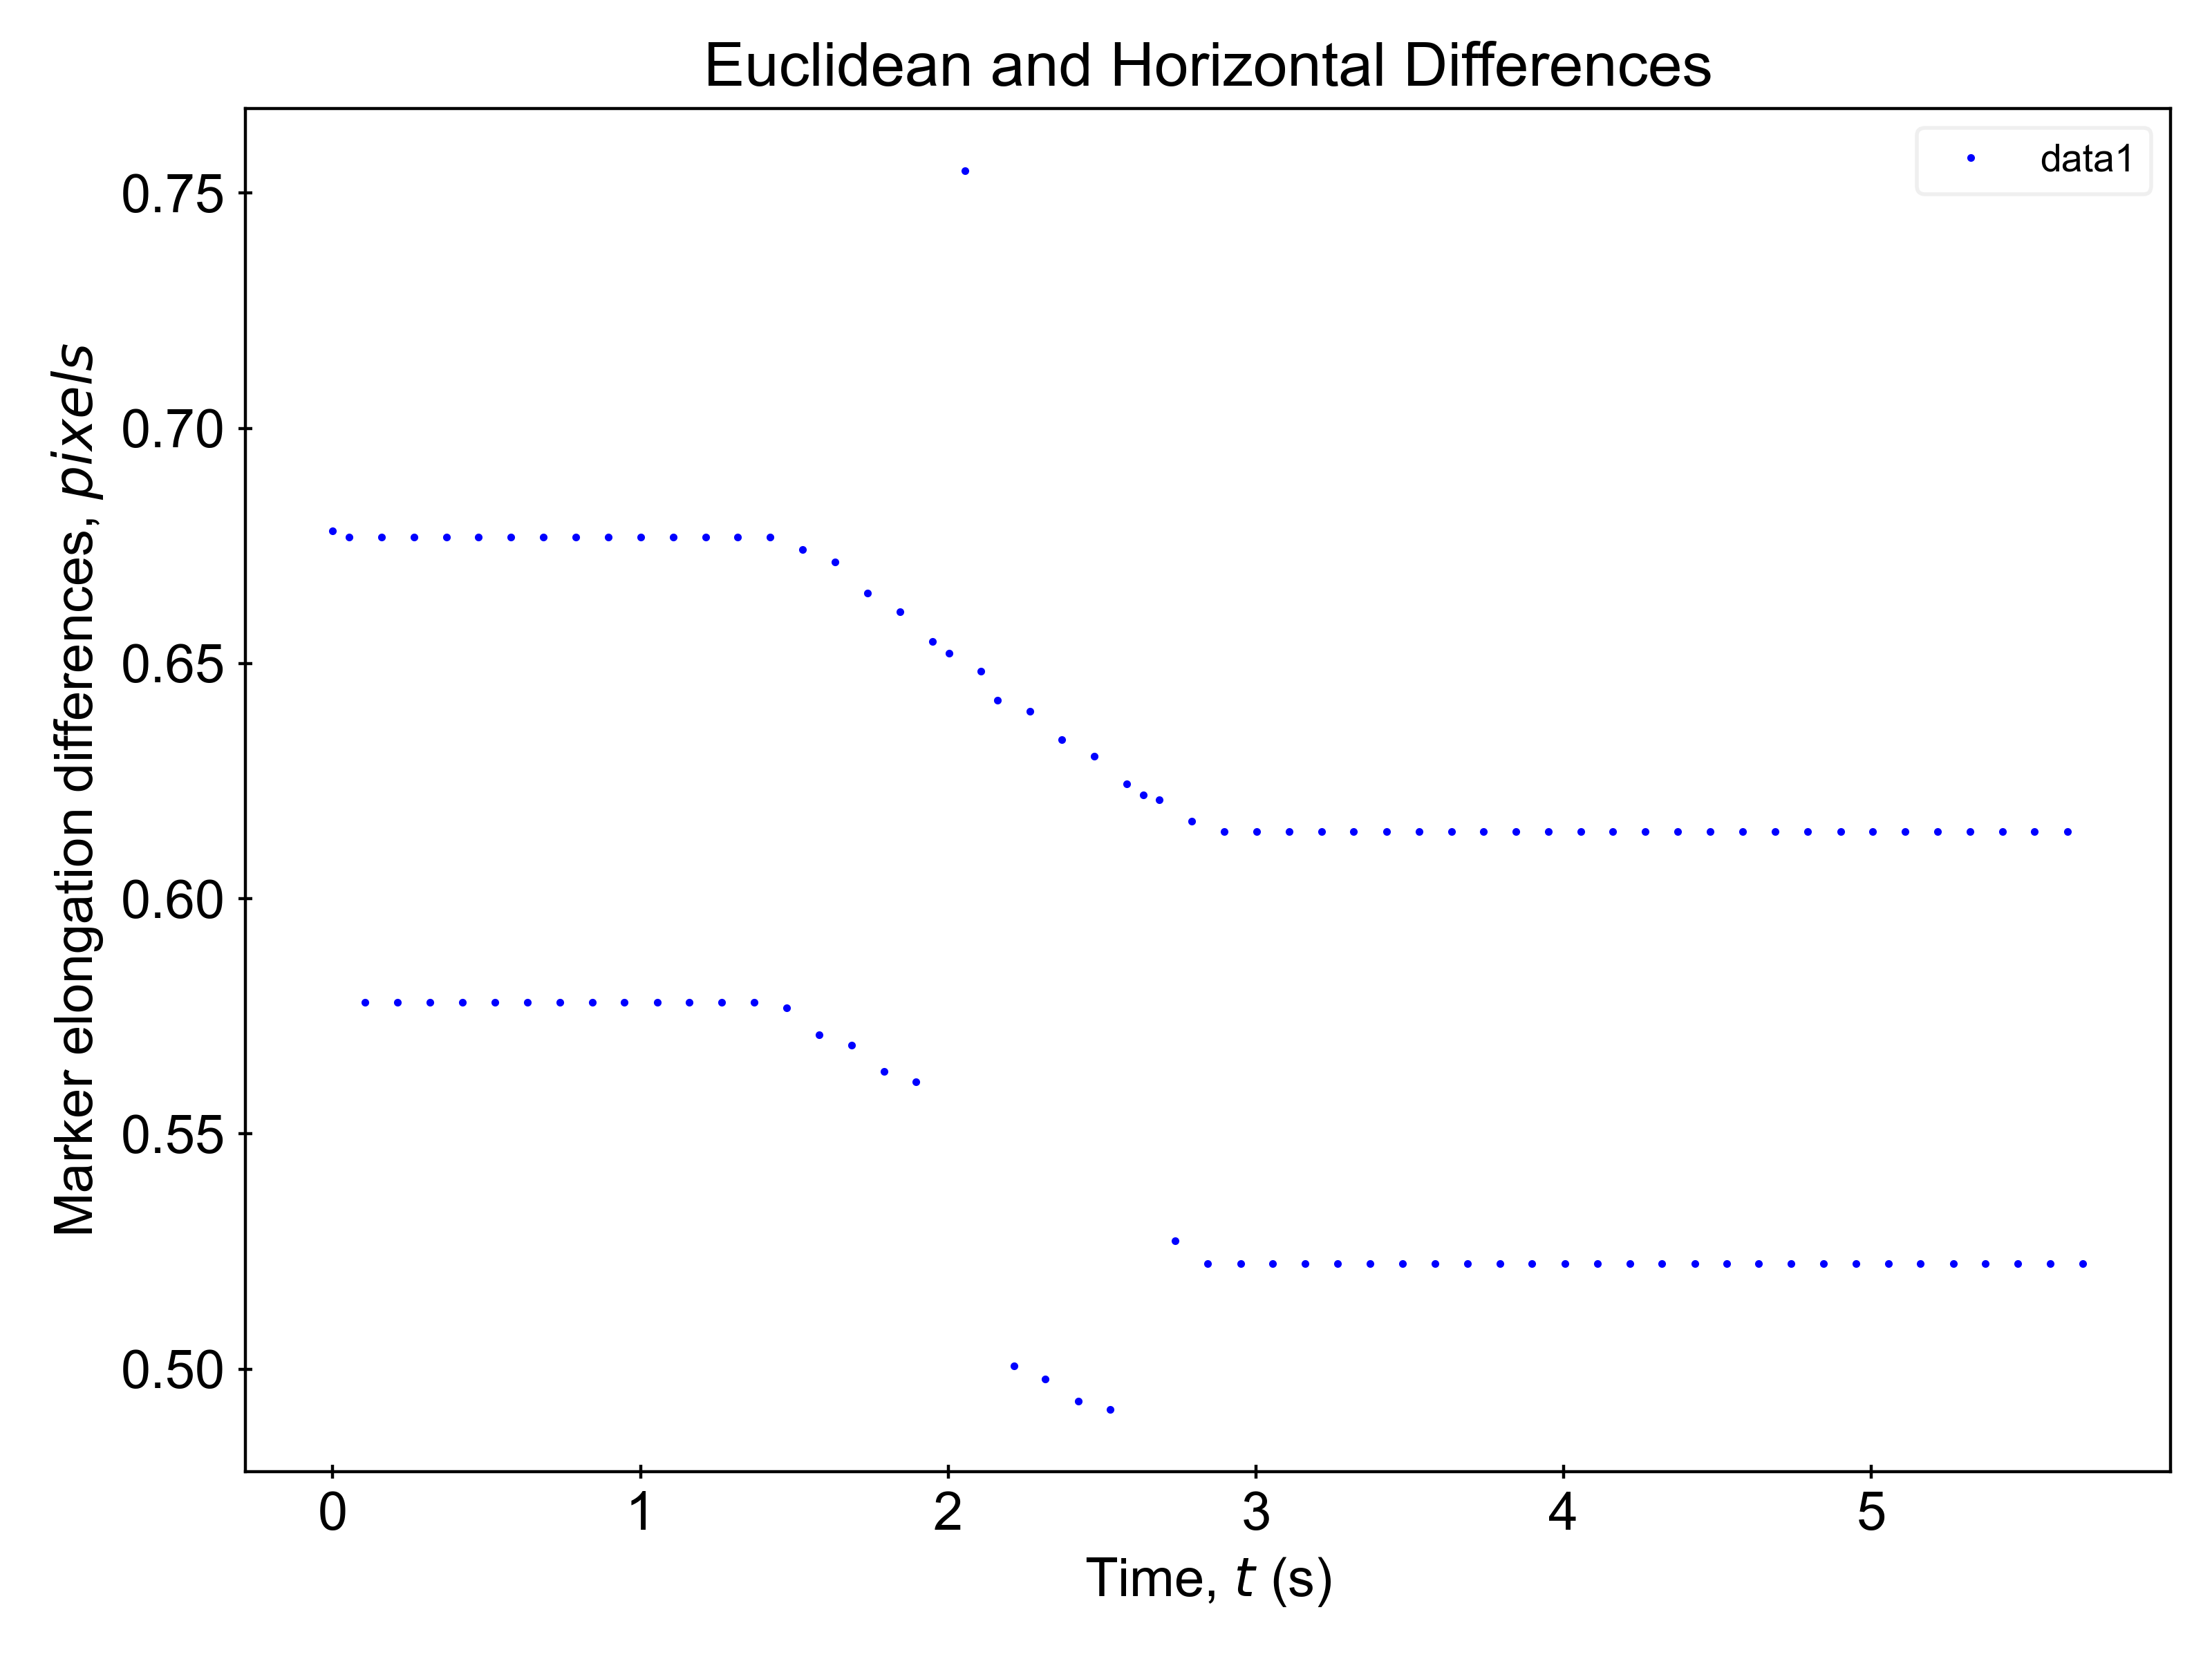 Euclidean and Horizontal Differences
data1
Marker elongation differences, pixels
0.75
0.70
0.65
0.60
0.55
0.50
0 1 2 3 4 5
Time, t (s)